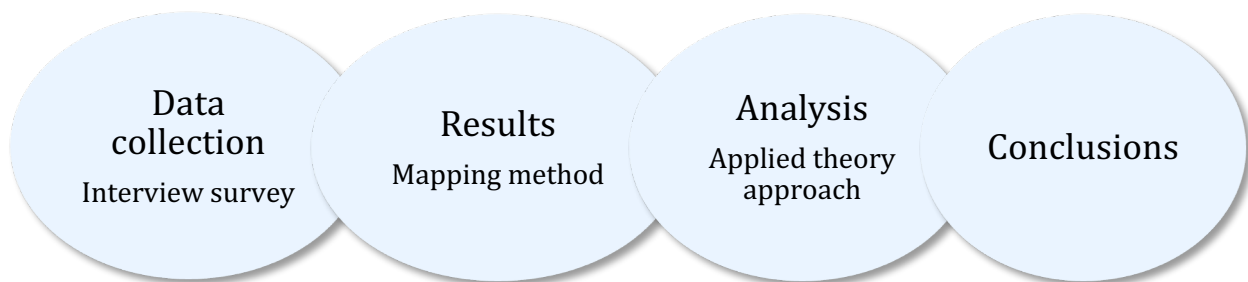 Data
collection
Interview survey
Results
Mapping method
Analysis
Applied theory
approach
Conclusions